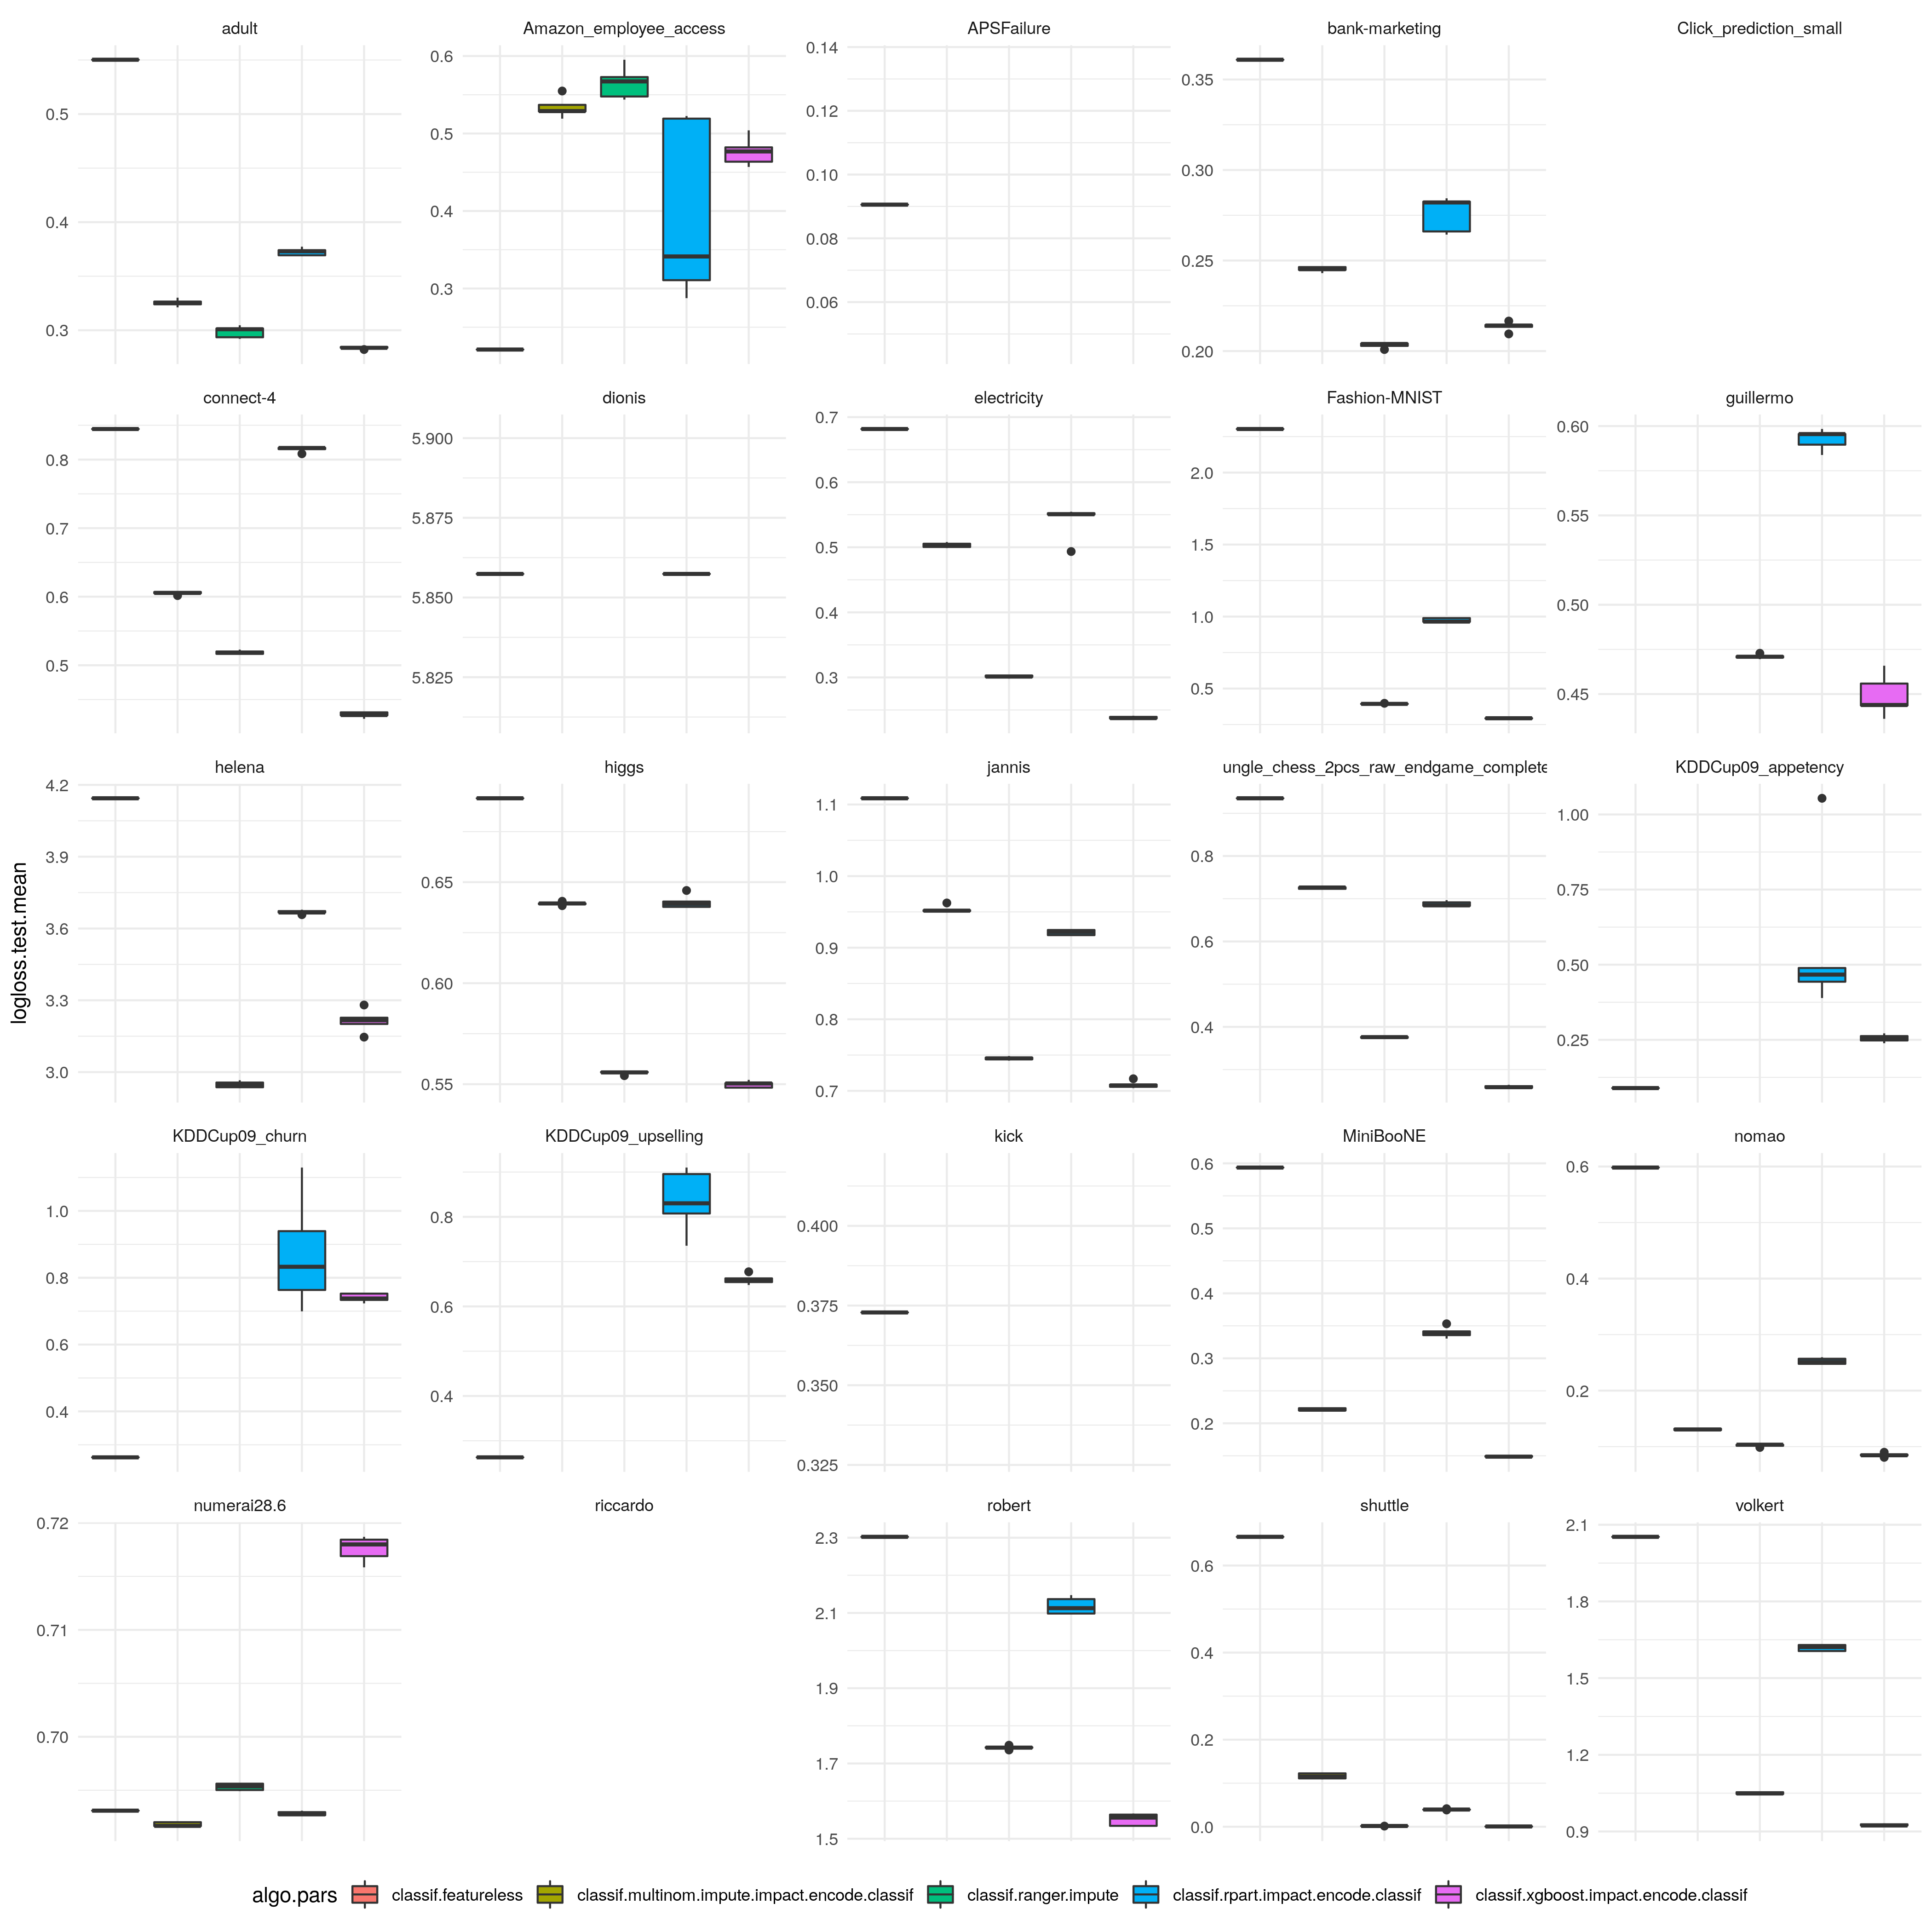 adult Amazon_employee_access APSFailure bank-marketing Click_prediction_small
0.5 0.4 0.3
0.6 0.5 0.4 0.3
0.14 0.12 0.10 0.08 0.06
0.35 0.30 0.25 0.20
connect-4 dionis electricity Fashion-MNIST guillermo
0.8 0.7 0.6 0.5
5.900 5.875 5.850 5.825
0.7 0.6 0.5 0.4 0.3
2.0 1.5 1.0 0.5
0.60 0.55 0.50 0.45
logloss.test.mean
helena higgs jannis ungle_chess_2pcs_raw_endgame_complete KDDCup09_appetency
4.2 3.9 3.6 3.3 3.0
0.65 0.60 0.55
1.1 1.0 0.9 0.8 0.7
0.8 0.6 0.4
1.00 0.75 0.50 0.25
KDDCup09_churn KDDCup09_upselling kick MiniBooNE nomao
1.0 0.8 0.6 0.4
0.8 0.6 0.4
0.400 0.375 0.350 0.325
0.6 0.5 0.4 0.3 0.2
0.6 0.4 0.2
numerai28.6 riccardo robert shuttle volkert
0.72 0.71 0.70
2.3 2.1 1.9 1.7 1.5
0.6 0.4 0.2 0.0
2.1 1.8 1.5 1.2 0.9
algo.pars classif.featureless classif.multinom.impute.impact.encode.classif classif.ranger.impute classif.rpart.impact.encode.classif classif.xgboost.impact.encode.classif